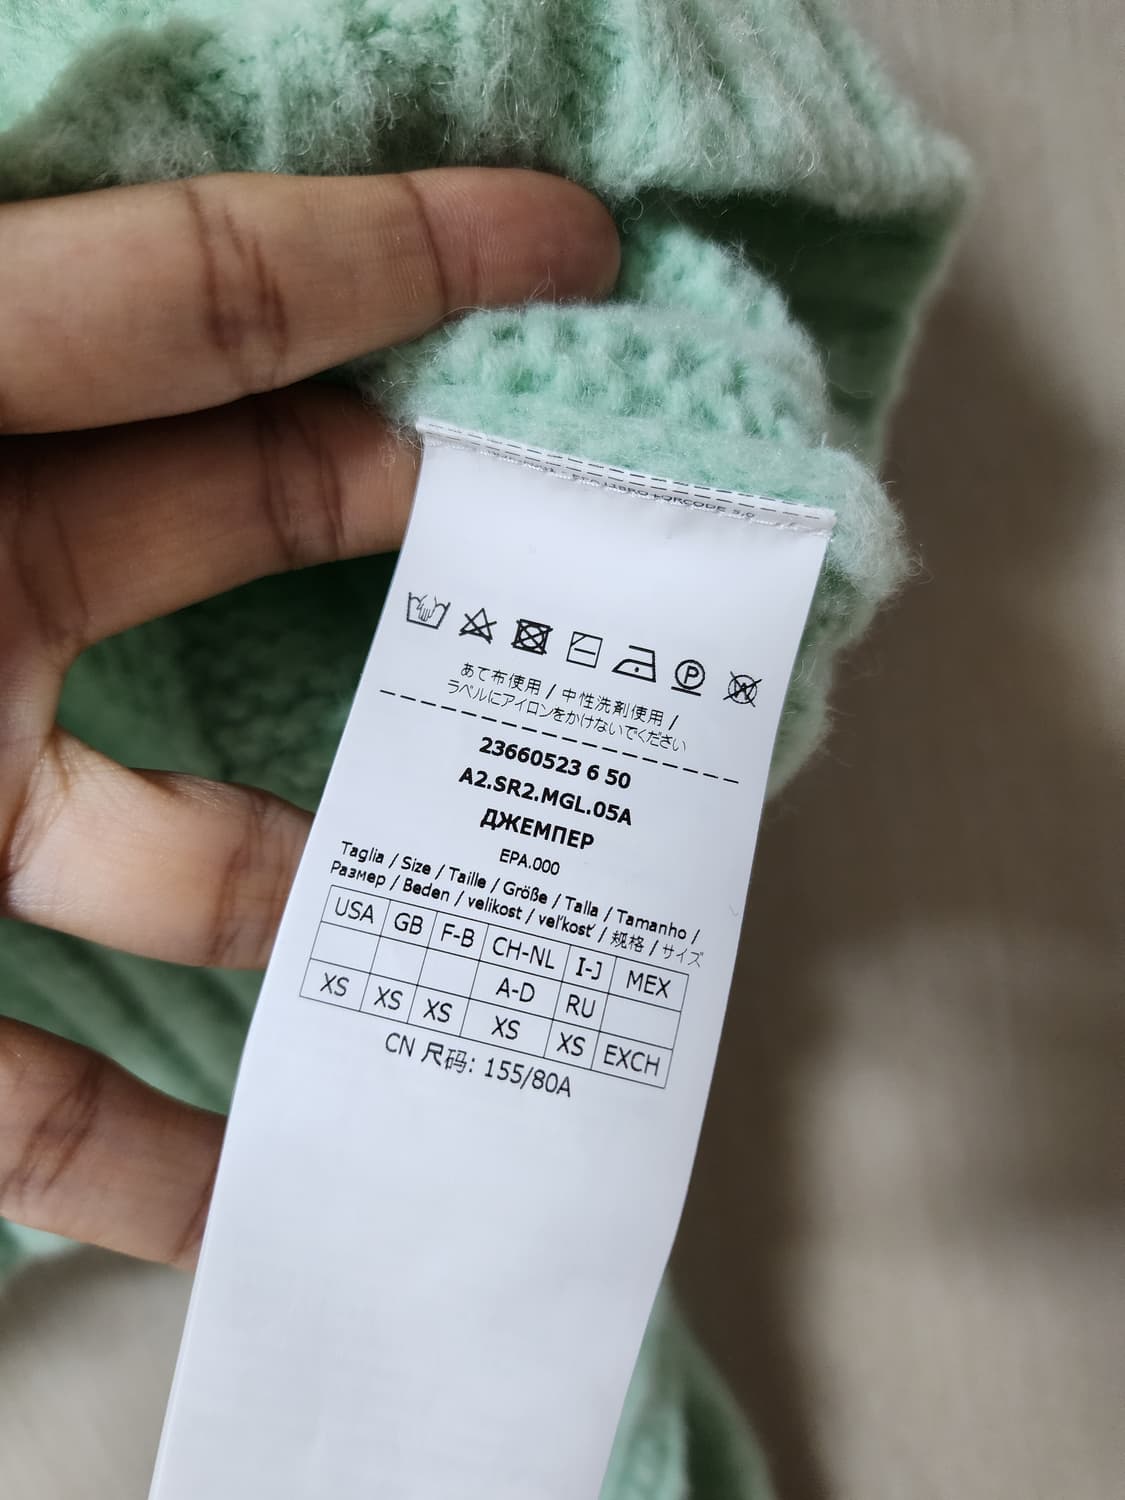 FORCODE 5/0
P
W
あて布使用 / 中性洗剤使用 /
ラベルにアイロンをかけないでください
23660523 6 50
A2.SR2.MGL.05A
ДЖЕМПЕР
EPA.000
Taglia / Size / Taille / Größe / Talla / Tamanho /
Размер / Beden / velikost / veľkosť / 规格 / サイズ
USA GB F-B CH-NL I-J MEX
A-D RU
XS XS XS XS XS EXCH
CN 尺码: 155/80A